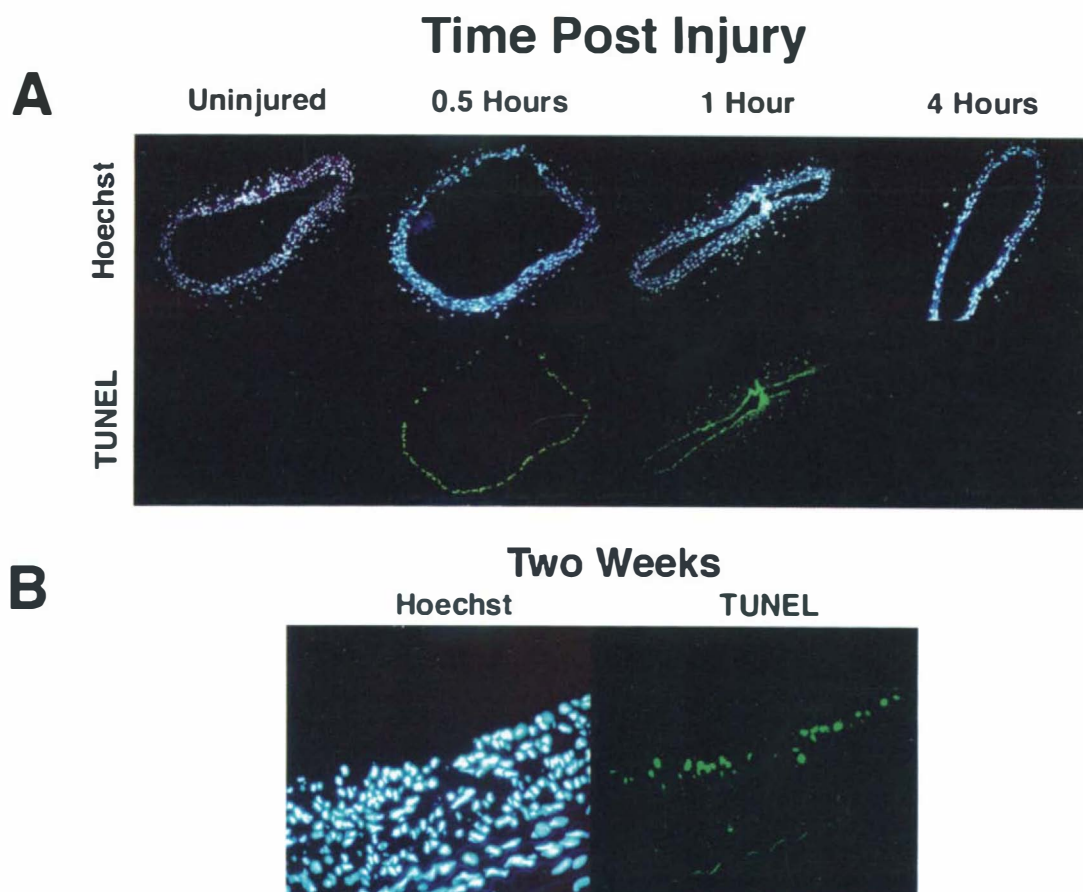 Time Post Injury
A
Uninjured 0.5 Hours 1 Hour 4 Hours
Hoechst
TUNEL
Two Weeks
B
Hoechst TUNEL